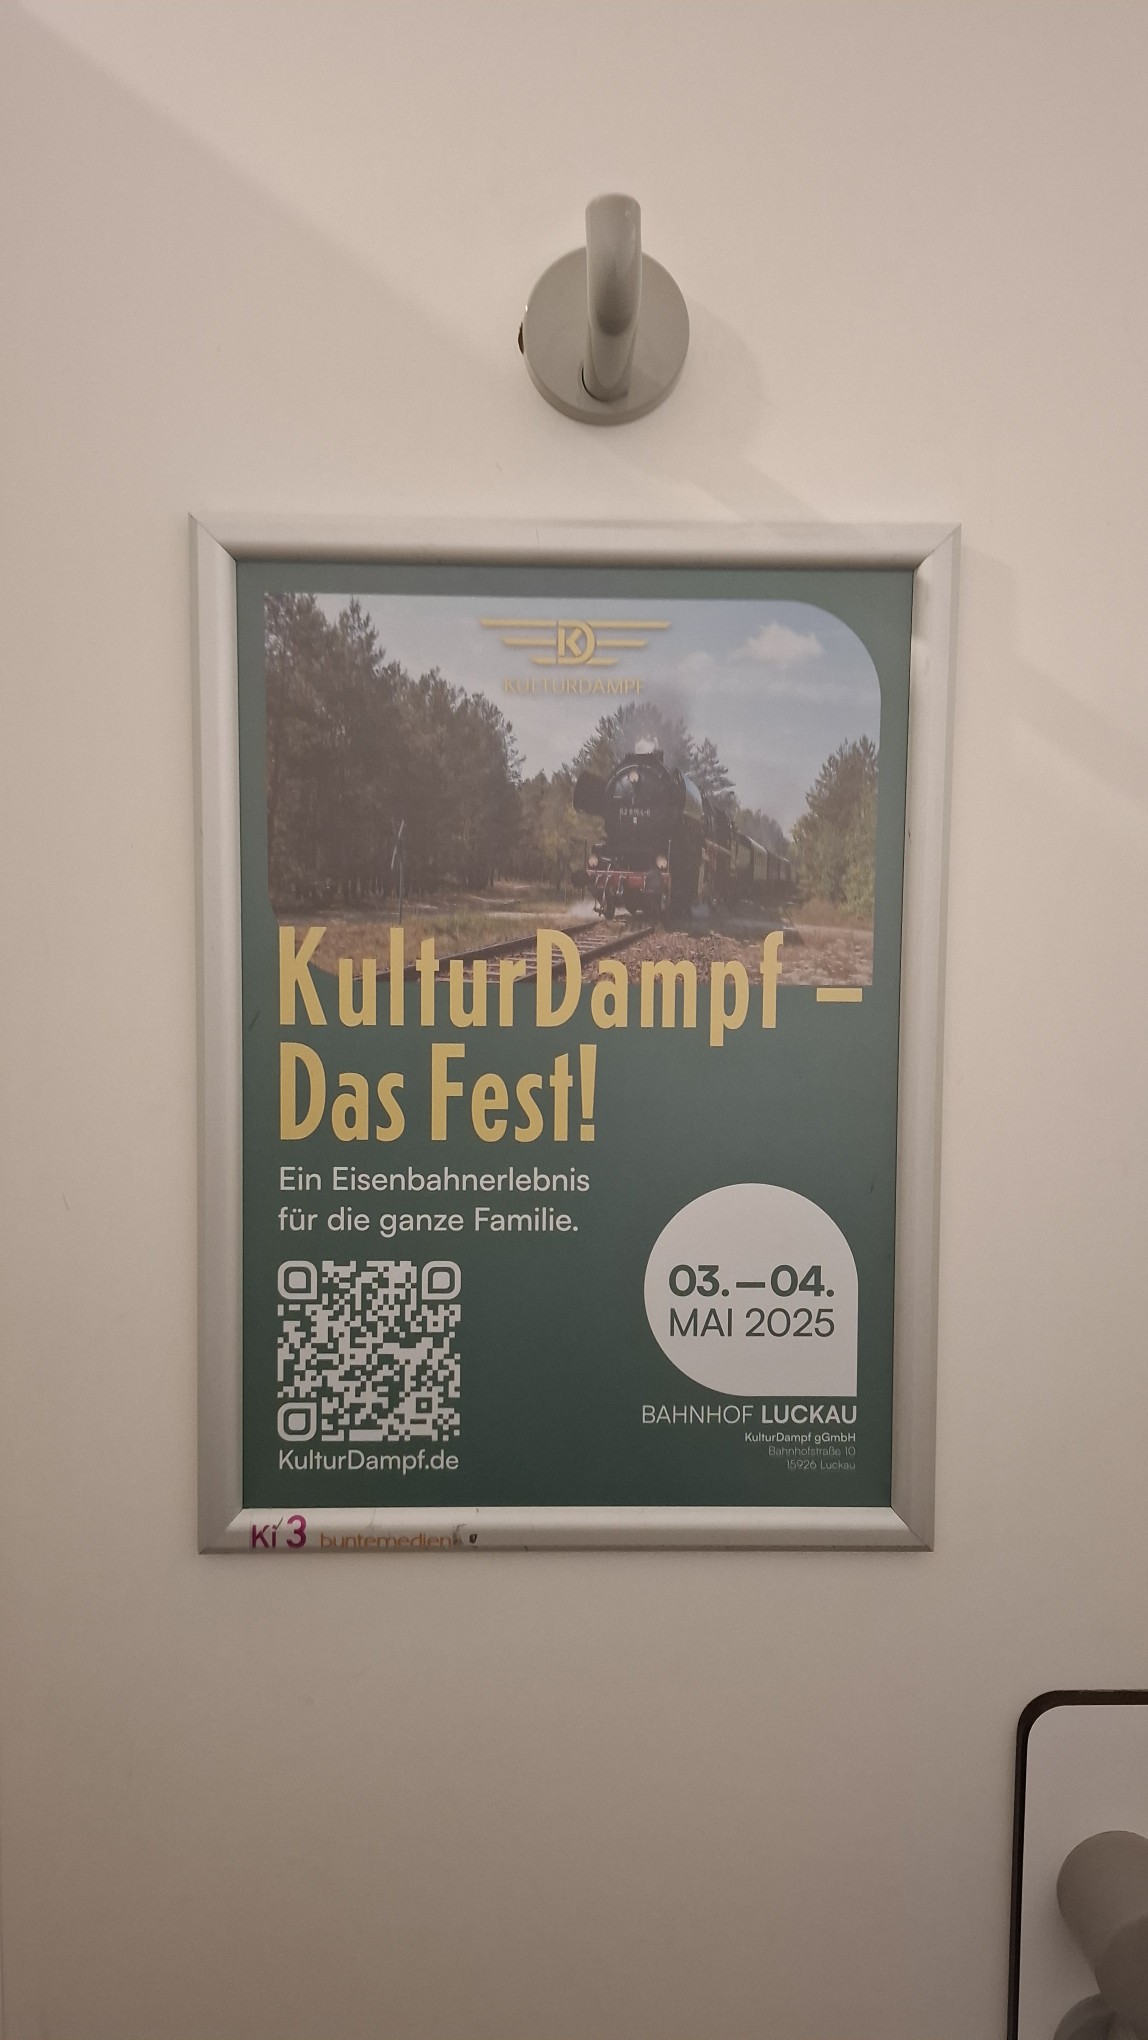 KD
KULTURDAMPF
KulturDampf –
Das Fest!
Ein Eisenbahnerlebnis
für die ganze Familie.
03.–04.
MAI 2025
BAHNHOF LUCKAU
KulturDampf gGmbH
Bahnhofstraße 10
15926 Luckau
KulturDampf.de
Ki 3 buntemedien